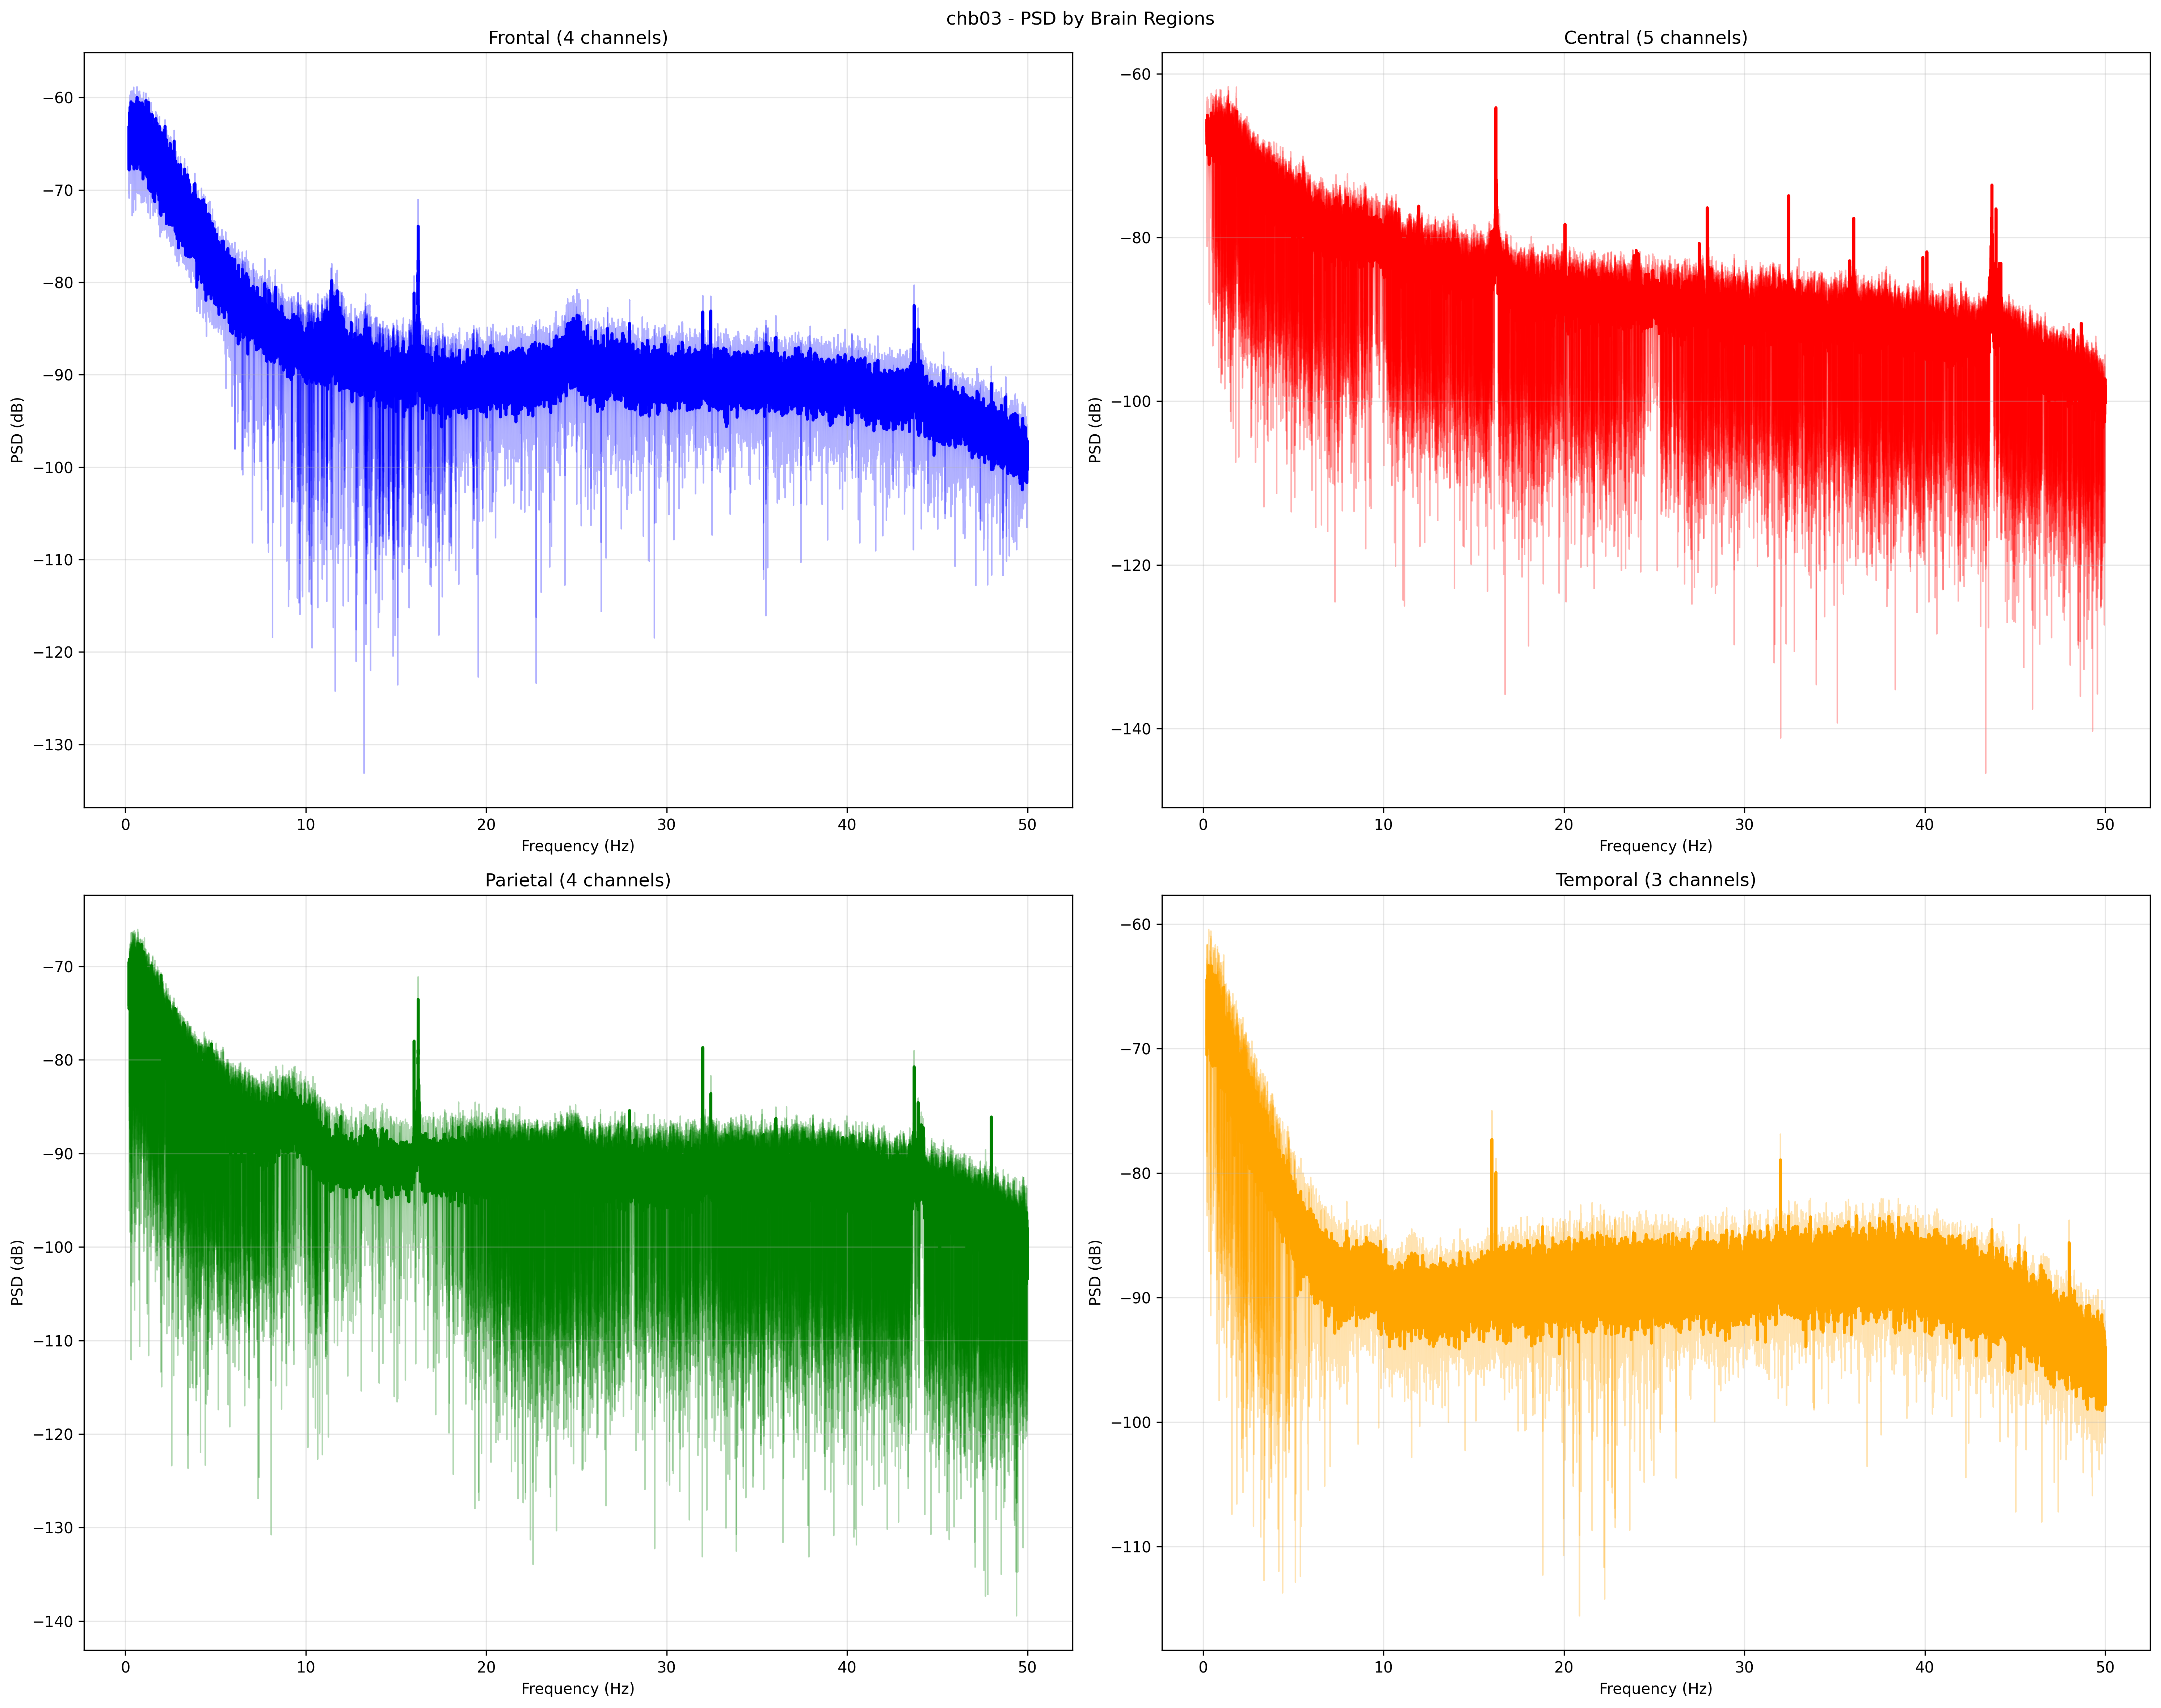 chb03 - PSD by Brain Regions
Frontal (4 channels)
−60
−70
−80
−90
−100
−110
−120
−130
PSD (dB)
0 10 20 30 40 50
Frequency (Hz)
Central (5 channels)
−60
−80
−100
−120
−140
PSD (dB)
0 10 20 30 40 50
Frequency (Hz)
Parietal (4 channels)
−70
−80
−90
−100
−110
−120
−130
−140
PSD (dB)
0 10 20 30 40 50
Frequency (Hz)
Temporal (3 channels)
−60
−70
−80
−90
−100
−110
PSD (dB)
0 10 20 30 40 50
Frequency (Hz)